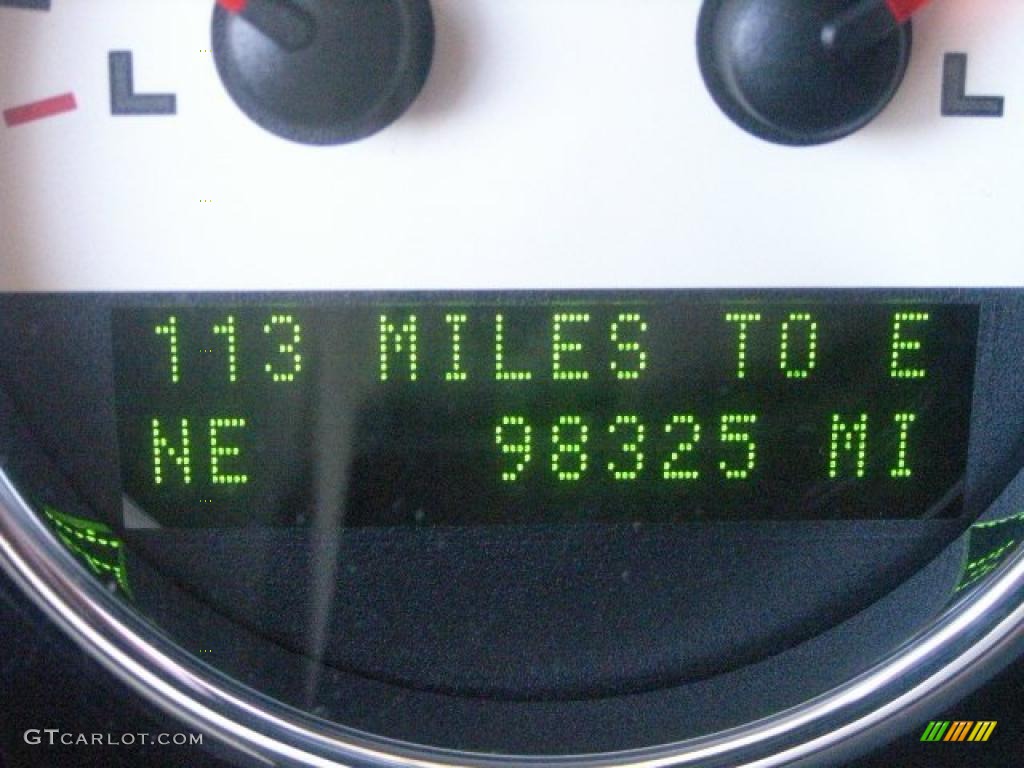 L L
113 MILES TO E
NE 98325 MI
GTCARLOT.COM